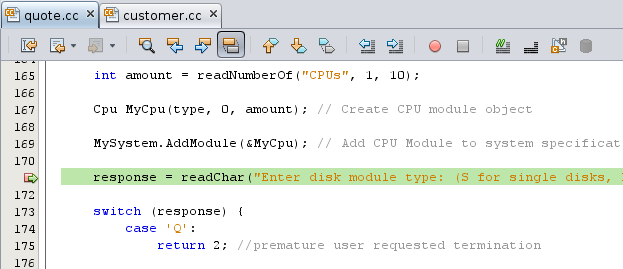 quote.cc customer.cc
165 int amount = readNumberOf("CPUs", 1, 10);
166
167 Cpu MyCpu(type, 0, amount); // Create CPU module object
168
169 MySystem.AddModule(&MyCpu); // Add CPU Module to system specificat
170
response = readChar("Enter disk module type: (S for single disks,
172
173 switch (response) {
174 case 'Q':
175 return 2; //premature user requested termination
176